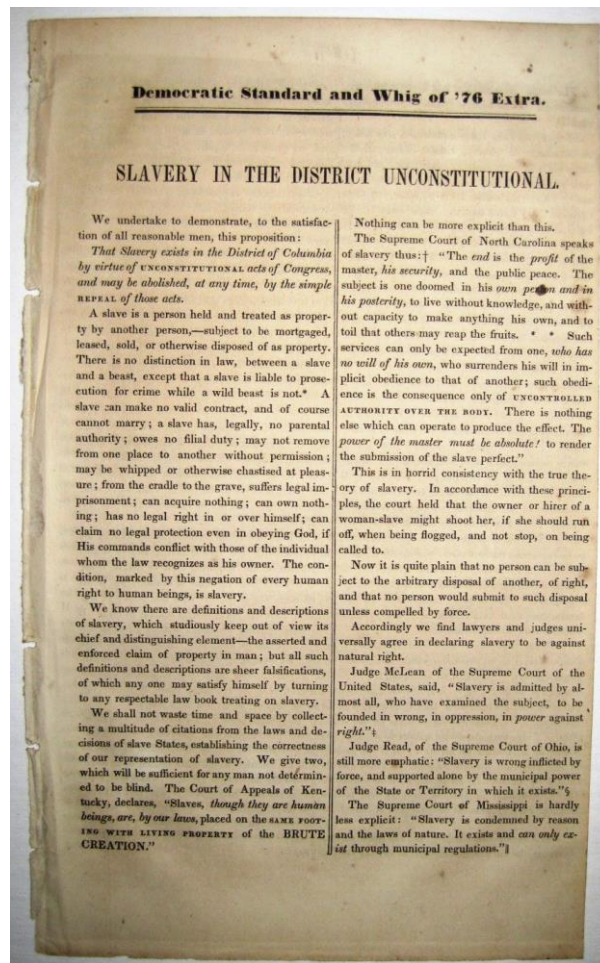 Democratic Standard and Whig of '76 Extra.
SLAVERY IN THE DISTRICT UNCONSTITUTIONAL.
We undertake to demonstrate, to the satisfac-
tion of all reasonable men, this proposition:
That Slavery exists in the District of Columbia
by virtue of UNCONSTITUTIONAL acts of Congress,
and may be abolished, at any time, by the simple
REPEAL of those acts.
A slave is a person held and treated as proper-
ty by another person,—subject to be mortgaged,
leased, sold, or otherwise disposed of as property.
There is no distinction in law, between a slave
and a beast, except that a slave is liable to prose-
cution for crime while a wild beast is not.* A
slave can make no valid contract, and of course
cannot marry; a slave has, legally, no parental
authority; owes no filial duty; may not remove
from one place to another without permission;
may be whipped or otherwise chastised at pleas-
ure; from the cradle to the grave, suffers legal im-
prisonment; can acquire nothing; can own noth-
ing; has no legal right in or over himself; can
claim no legal protection even in obeying God, if
His commands conflict with those of the individual
whom the law recognizes as his owner. The con-
dition, marked by this negation of every human
right to human beings, is slavery.
We know there are definitions and descriptions
of slavery, which studiously keep out of view its
chief and distinguishing element—the asserted and
enforced claim of property in man; but all such
definitions and descriptions are sheer falsifications,
of which any one may satisfy himself by turning
to any respectable law book treating on slavery.
We shall not waste time and space by collect-
ing a multitude of citations from the laws and de-
cisions of slave States, establishing the correctness
of our representation of slavery. We give two,
which will be sufficient for any man not determin-
ed to be blind. The Court of Appeals of Ken-
tucky, declares, "Slaves, though they are human
beings, are, by our laws, placed on the SAME FOOT-
ING WITH LIVING PROPERTY of the BRUTE
CREATION."
Nothing can be more explicit than this.
The Supreme Court of North Carolina speaks
of slavery thus:† "The end is the profit of the
master, his security, and the public peace. The
subject is one doomed in his own person and in
his posterity, to live without knowledge, and with-
out capacity to make anything his own, and to
toil that others may reap the fruits. * * Such
services can only be expected from one, who has
no will of his own, who surrenders his will in im-
plicit obedience to that of another; such obedi-
ence is the consequence only of UNCONTROLLED
AUTHORITY OVER THE BODY. There is nothing
else which can operate to produce the effect. The
power of the master must be absolute! to render
the submission of the slave perfect."
This is in horrid consistency with the true the-
ory of slavery. In accordance with these princi-
ples, the court held that the owner or hirer of a
woman-slave might shoot her, if she should run
off, when being flogged, and not stop, on being
called to.
Now it is quite plain that no person can be sub-
ject to the arbitrary disposal of another, of right,
and that no person would submit to such disposal
unless compelled by force.
Accordingly we find lawyers and judges uni-
versally agree in declaring slavery to be against
natural right.
Judge McLean of the Supreme Court of the
United States, said, "Slavery is admitted by al-
most all, who have examined the subject, to be
founded in wrong, in oppression, in power against
right."‡
Judge Read, of the Supreme Court of Ohio, is
still more emphatic: "Slavery is wrong inflicted by
force, and supported alone by the municipal power
of the State or Territory in which it exists."§
The Supreme Court of Mississippi is hardly
less explicit: "Slavery is condemned by reason
and the laws of nature. It exists and can only ex-
ist through municipal regulations."‖